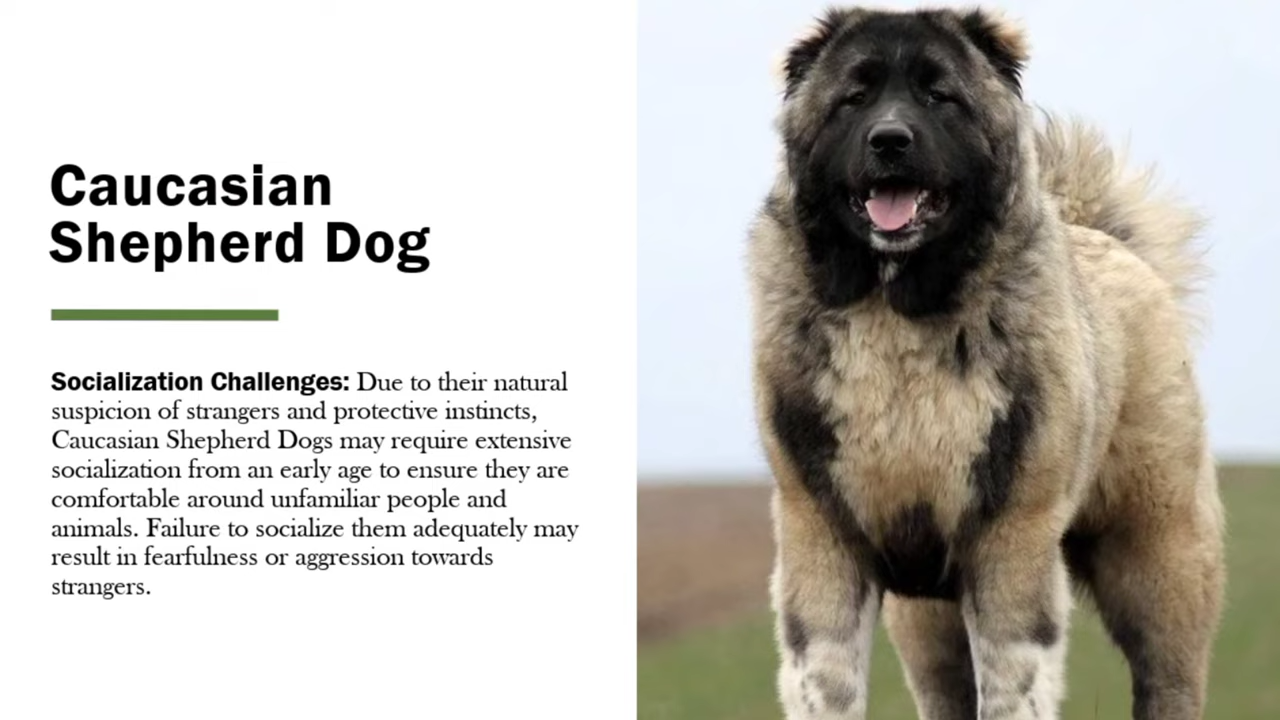 Caucasian
Shepherd Dog
Socialization Challenges: Due to their natural
suspicion of strangers and protective instincts,
Caucasian Shepherd Dogs may require extensive
socialization from an early age to ensure they are
comfortable around unfamiliar people and
animals. Failure to socialize them adequately may
result in fearfulness or aggression towards
strangers.